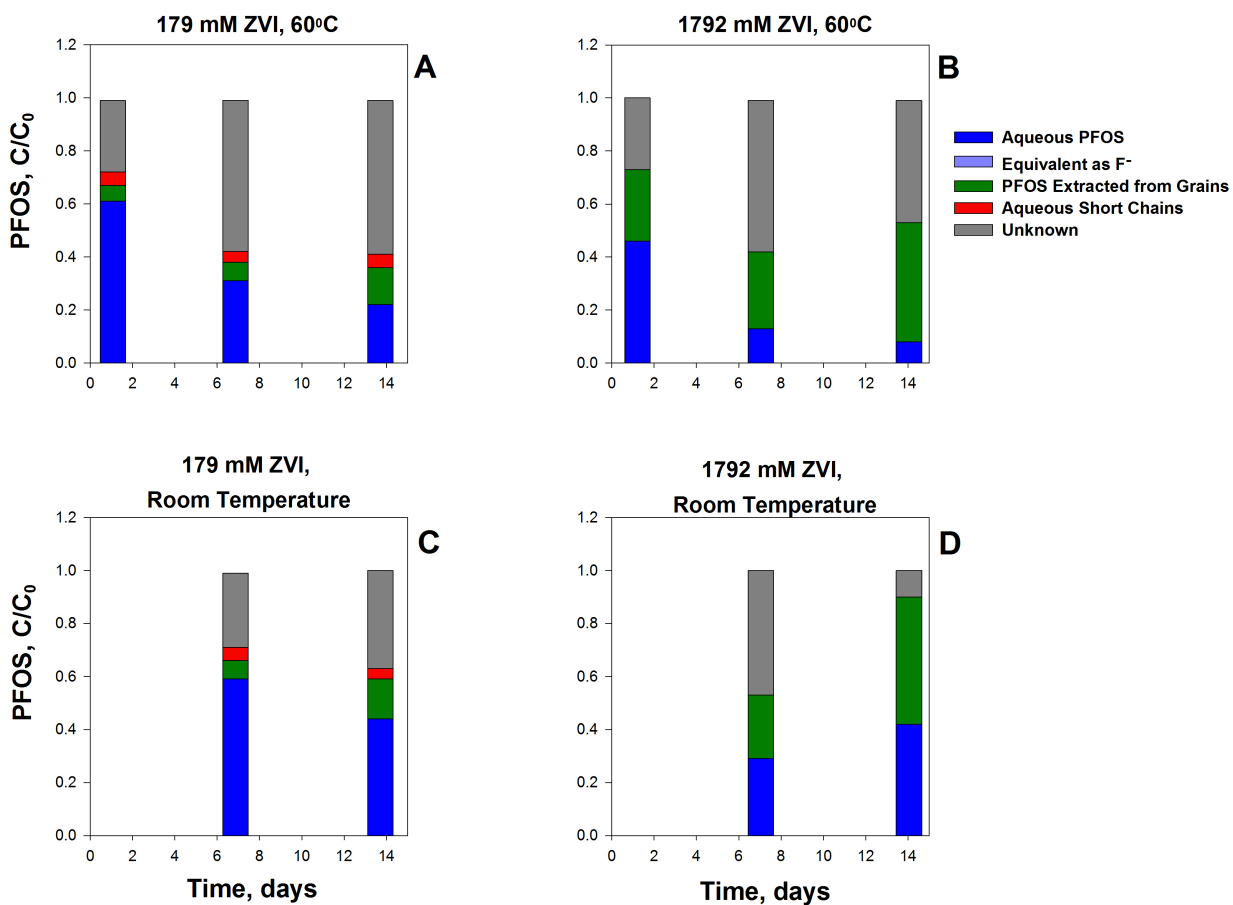 179 mM ZVI, 60⁰C
1792 mM ZVI, 60⁰C
PFOS, C/C₀
1.2
1.0
0.8
0.6
0.4
0.2
0.0
0 2 4 6 8 10 12 14
A
1.2
1.0
0.8
0.6
0.4
0.2
0.0
0 2 4 6 8 10 12 14
B
Aqueous PFOS
Equivalent as F⁻
PFOS Extracted from Grains
Aqueous Short Chains
Unknown
179 mM ZVI,
Room Temperature
1792 mM ZVI,
Room Temperature
PFOS, C/C₀
1.2
1.0
0.8
0.6
0.4
0.2
0.0
0 2 4 6 8 10 12 14
C
Time, days
1.2
1.0
0.8
0.6
0.4
0.2
0.0
0 2 4 6 8 10 12 14
D
Time, days